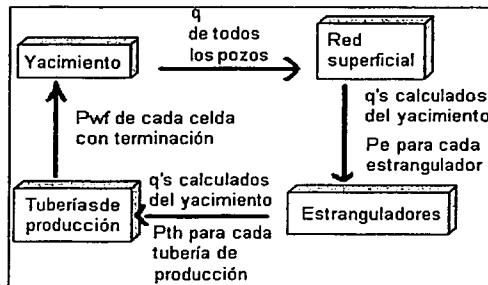 q
de todos
los pozos
Yacimiento
Red
superficial
q's calculados
del yacimiento
Pe para cada
estrangulador
Pwf de cada celda
con terminación
q's calculados
del yacimiento
Tuberíasde
producción
Estranguladores
Pth para cada
tubería de
producción